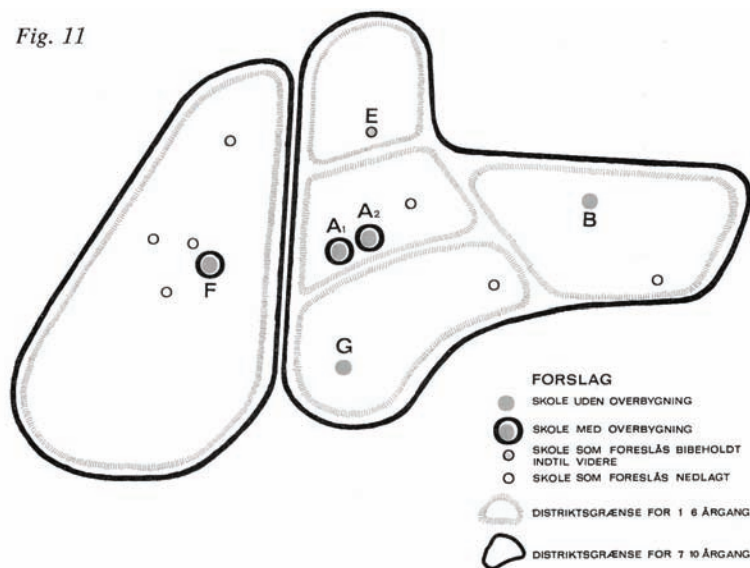 Fig. 11
E
A1
A2
B
F
G
FORSLAG
SKOLE UDEN OVERBYGNING
SKOLE MED OVERBYGNING
SKOLE SOM FORESLÅS BIBEHOLDT
INDTIL VIDERE
SKOLE SOM FORESLÅS NEDLAGT
DISTRIKTSGRÆNSE FOR 1 6 ÅRGANG
DISTRIKTSGRÆNSE FOR 7 10 ÅRGANG